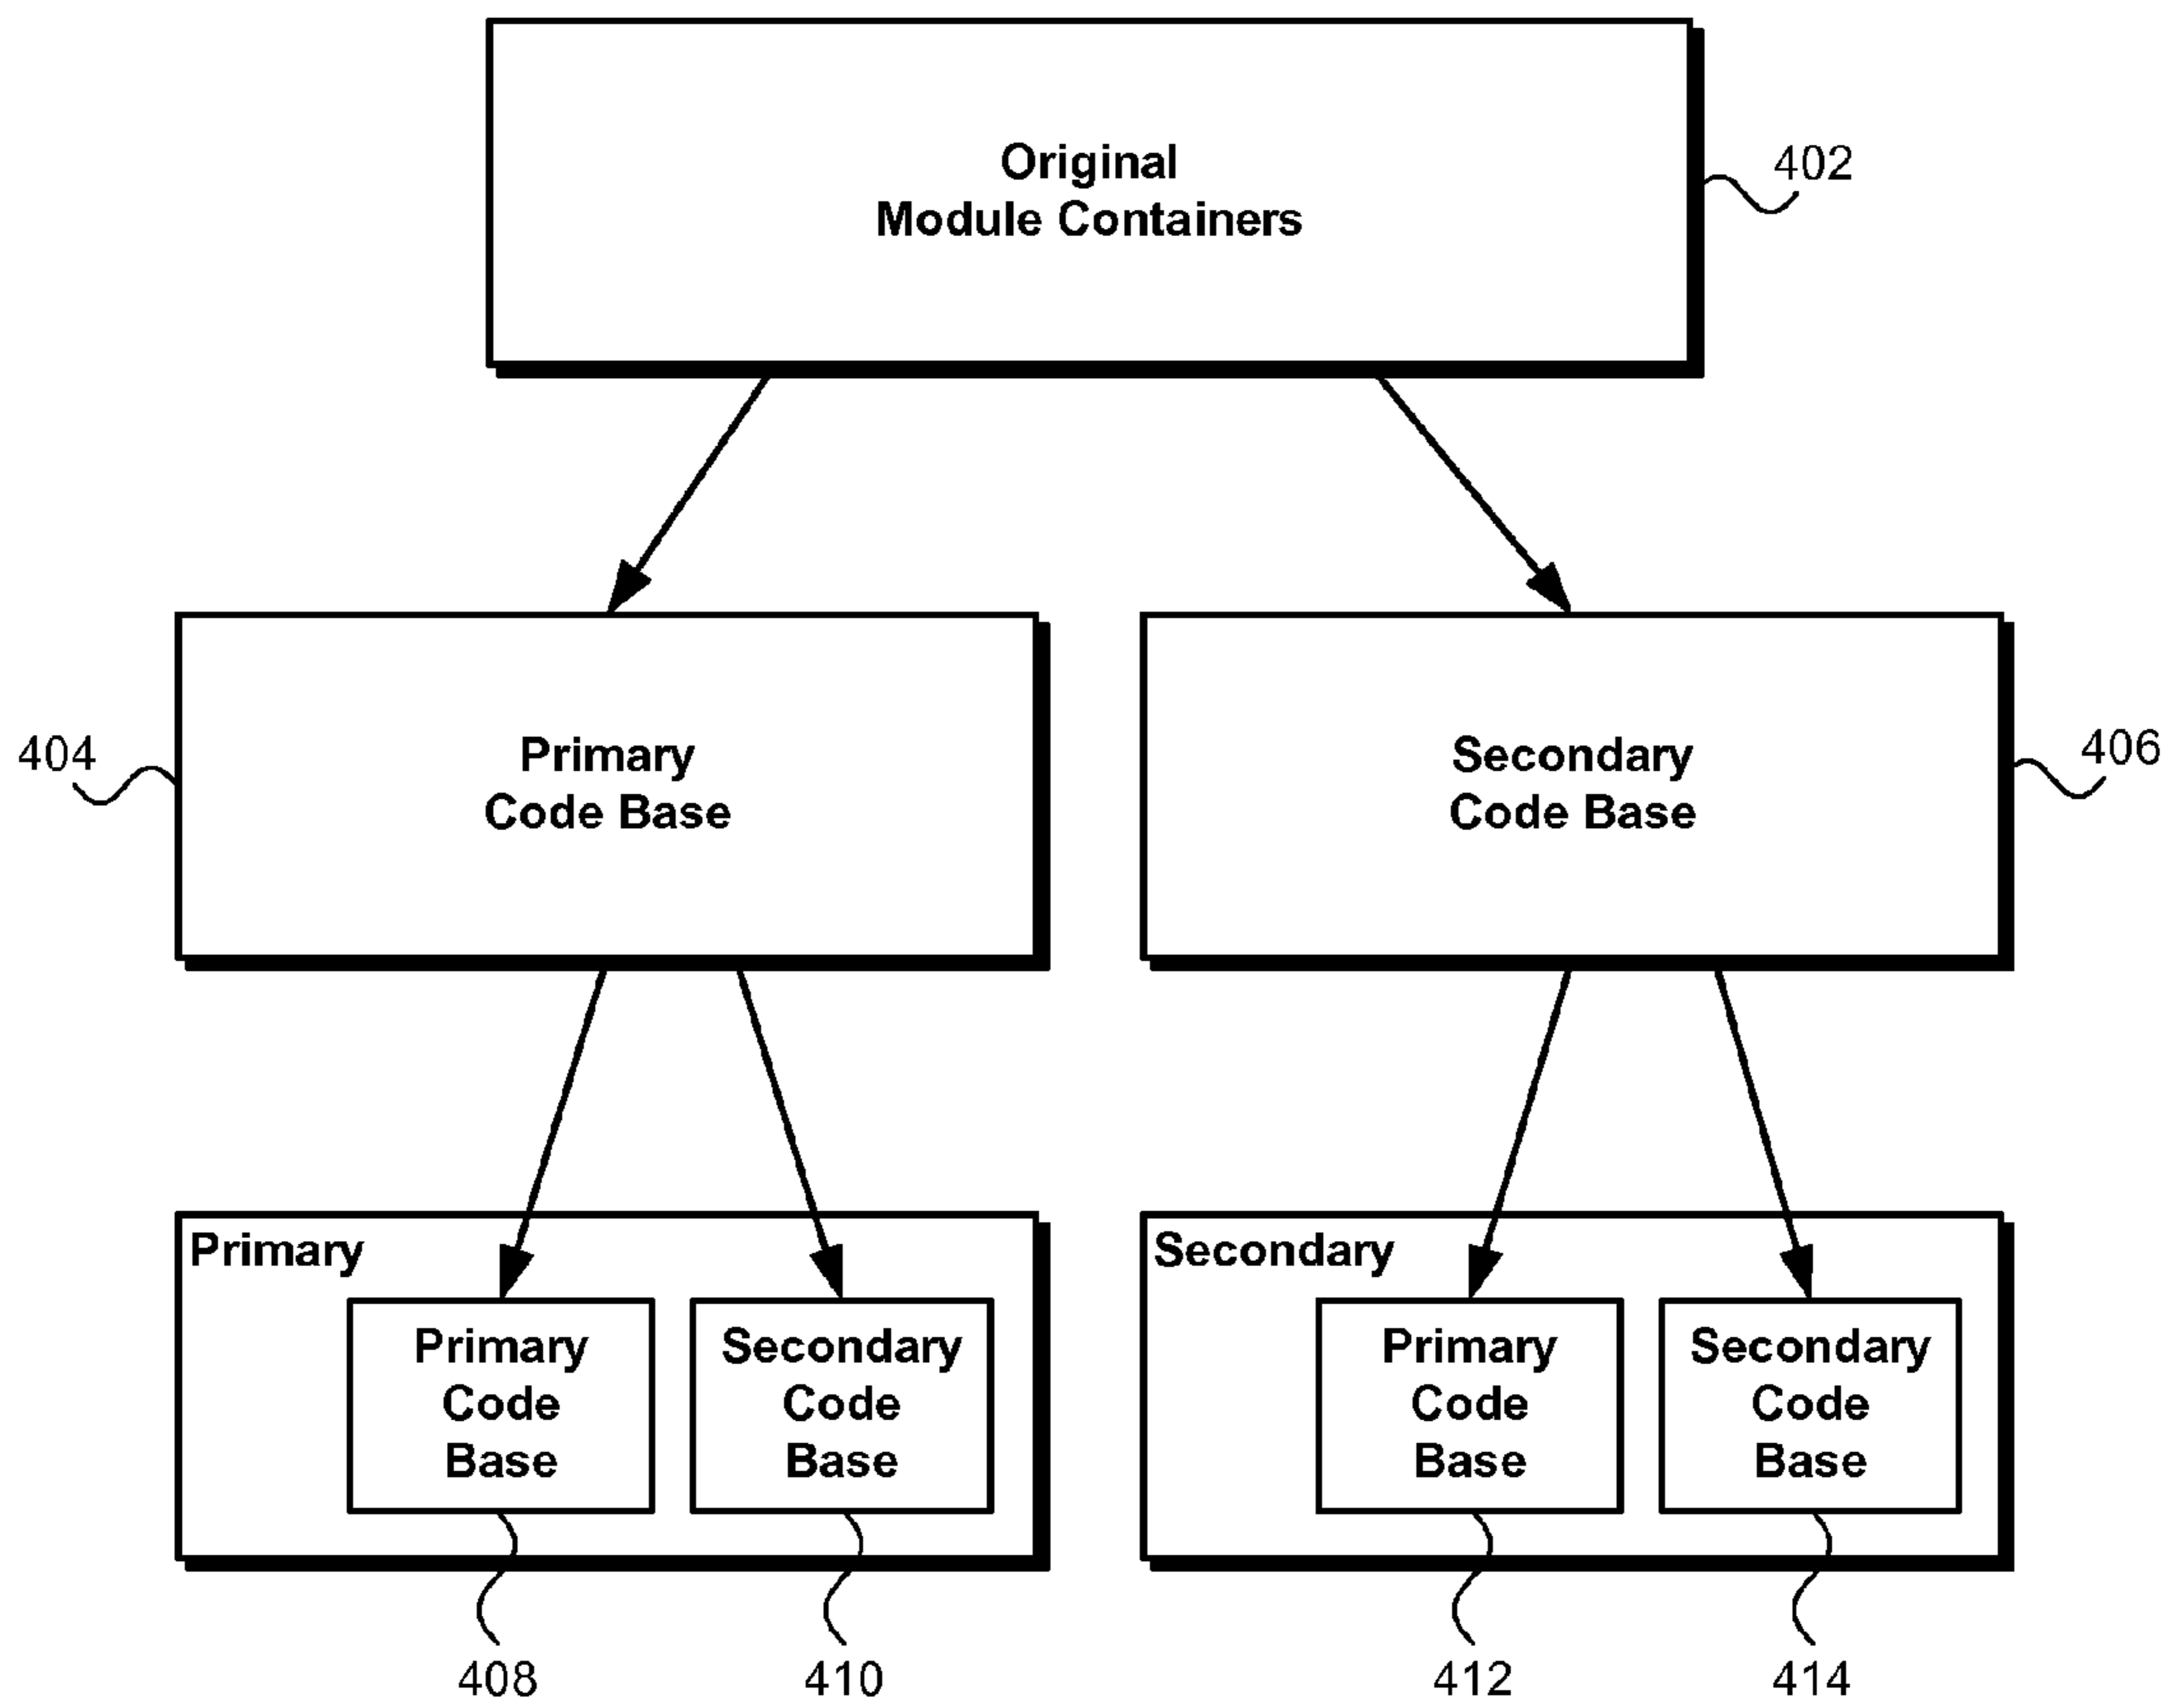 Original
Module Containers
402
404
Primary
Code Base
Secondary
Code Base
406
Primary
Primary
Code
Base
Secondary
Code
Base
Secondary
Primary
Code
Base
Secondary
Code
Base
408
410
412
414